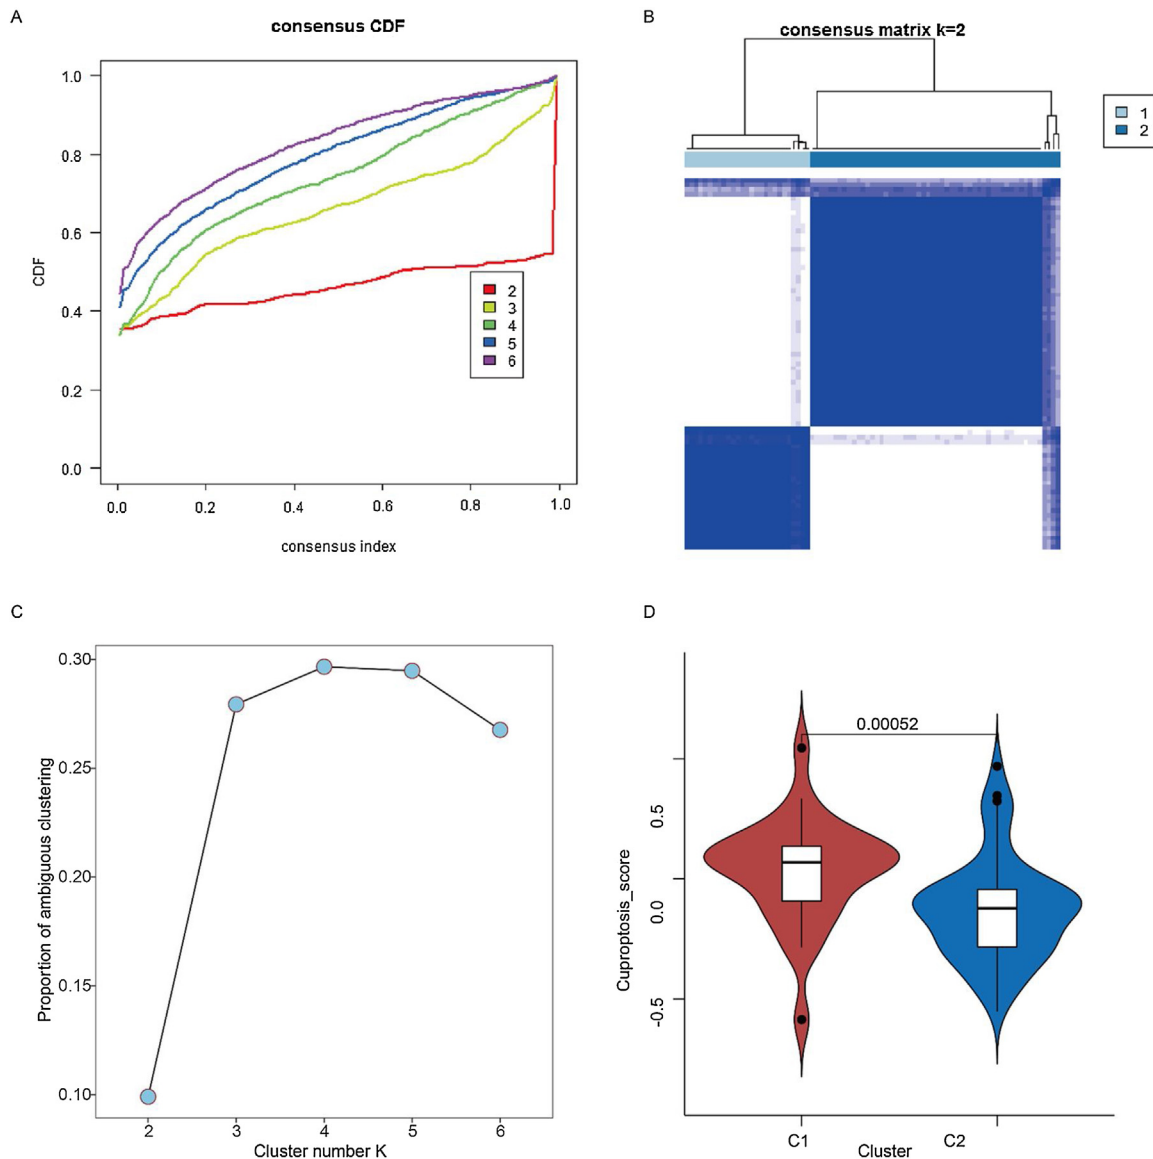 A
consensus CDF
1.0
0.8
0.6
0.4
0.2
0.0
CDF
2
3
4
5
6
0.0 0.2 0.4 0.6 0.8 1.0
consensus index
B
consensus matrix k=2
1
2
C
0.30
0.25
0.20
0.15
0.10
Proportion of ambiguous clustering
2 3 4 5 6
Cluster number K
D
0.00052
0.5
0.0
-0.5
Cuproptosis_score
C1 C2
Cluster